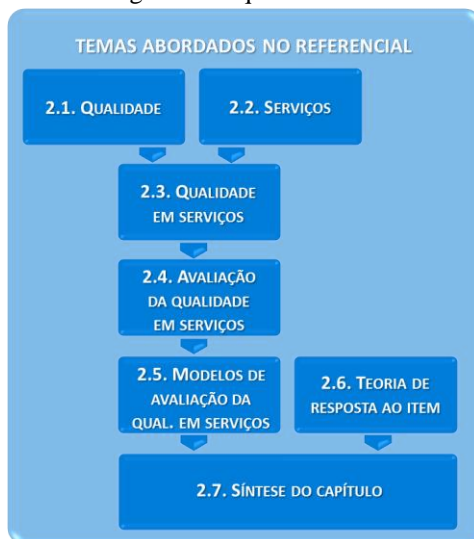 TEMAS ABORDADOS NO REFERENCIAL
2.1. QUALIDADE
2.2. SERVIÇOS
2.3. QUALIDADE
EM SERVIÇOS
2.4. AVALIAÇÃO
DA QUALIDADE
EM SERVIÇOS
2.5. MODELOS DE
AVALIAÇÃO DA
QUAL. EM SERVIÇOS
2.6. TEORIA DE
RESPOSTA AO ITEM
2.7. SÍNTESE DO CAPÍTULO